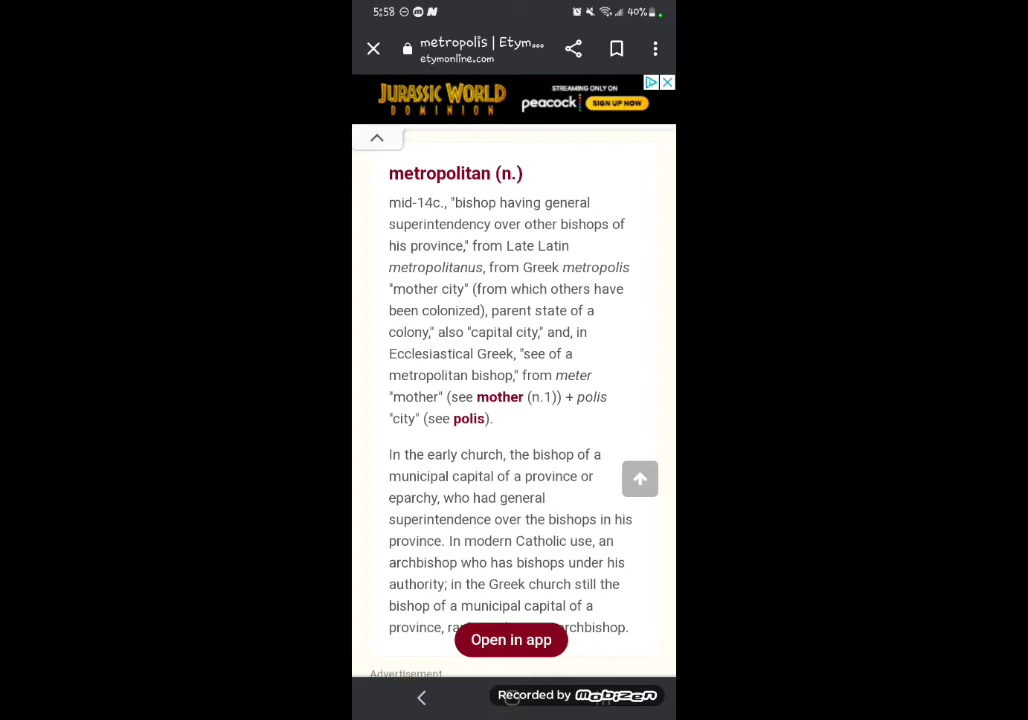 5:58
40%
metropolis | Etym...
etymonline.com
JURASSIC WORLD
DOMINION
STREAMING ONLY ON
peacock
SIGN UP NOW
metropolitan (n.)
mid-14c., "bishop having general
superintendency over other bishops of
his province," from Late Latin
metropolitanus, from Greek metropolis
"mother city" (from which others have
been colonized), parent state of a
colony," also "capital city," and, in
Ecclesiastical Greek, "see of a
metropolitan bishop," from meter
"mother" (see mother (n.1)) + polis
"city" (see polis).
In the early church, the bishop of a
municipal capital of a province or
eparchy, who had general
superintendence over the bishops in his
province. In modern Catholic use, an
archbishop who has bishops under his
authority; in the Greek church still the
bishop of a municipal capital of a
province, archbishop.
Open in app
Advertisement
Recorded by mobizen